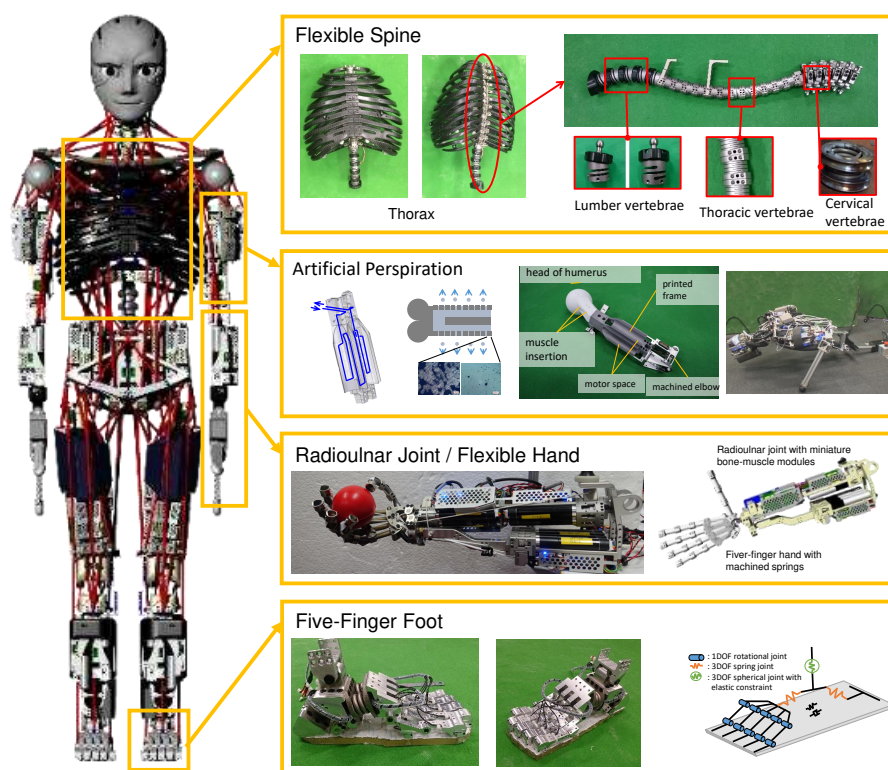 Flexible Spine
Thorax
Lumber vertebrae
Thoracic vertebrae
Cervical
vertebrae
Artificial Perspiration
head of humerus
printed
frame
muscle
insertion
motor space
machined elbow
Radioulnar Joint / Flexible Hand
Radioulnar joint with miniature
bone-muscle modules
Fiver-finger hand with
machined springs
Five-Finger Foot
: 1DOF rotational joint
: 3DOF spring joint
: 3DOF spherical joint with
elastic constraint